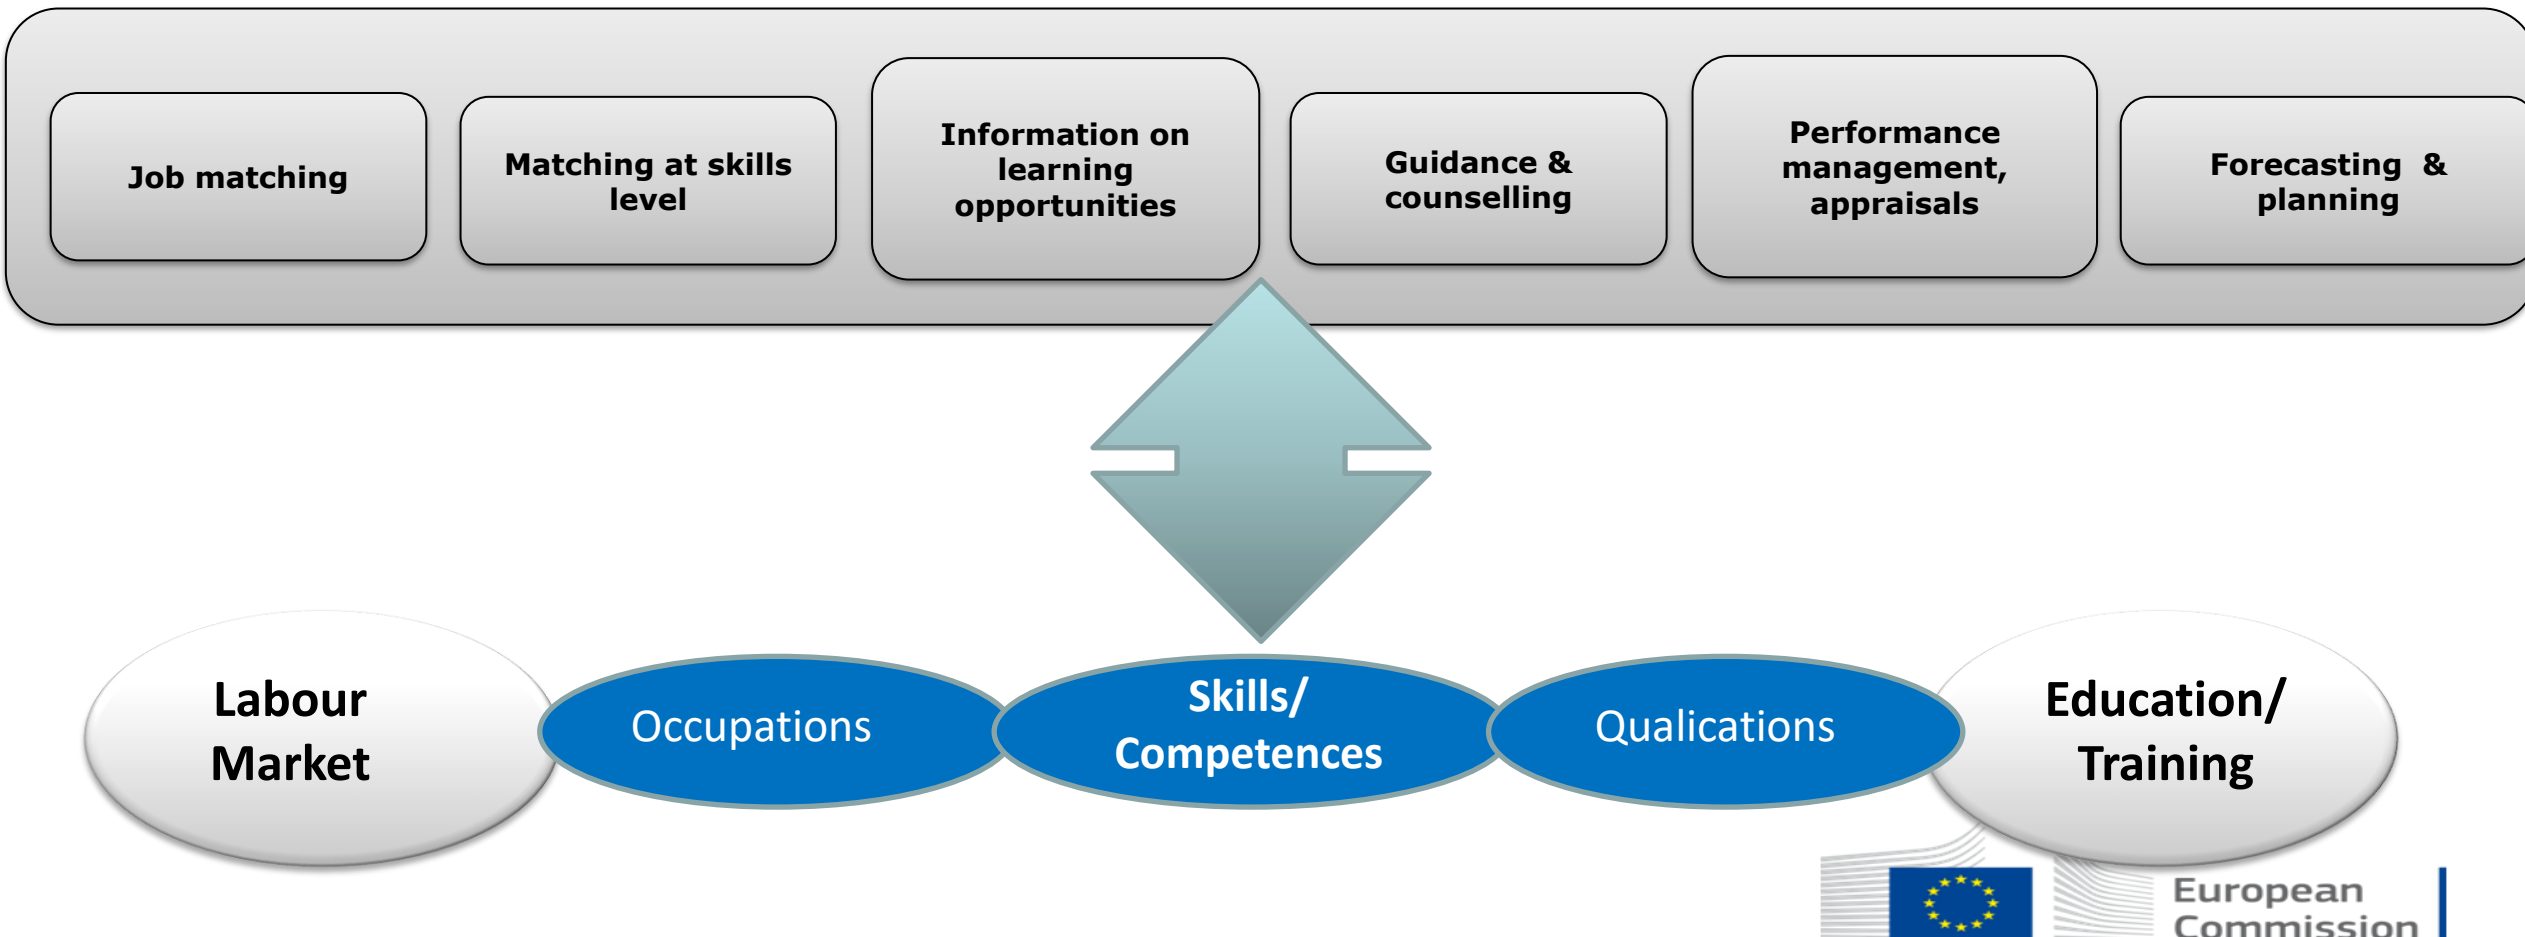 Job matching
Matching at skills
level
Information on
learning
opportunities
Guidance &
counselling
Performance
management,
appraisals
Forecasting &
planning
Labour
Market
Occupations
Skills/
Competences
Qualications
Education/
Training
European
Commission